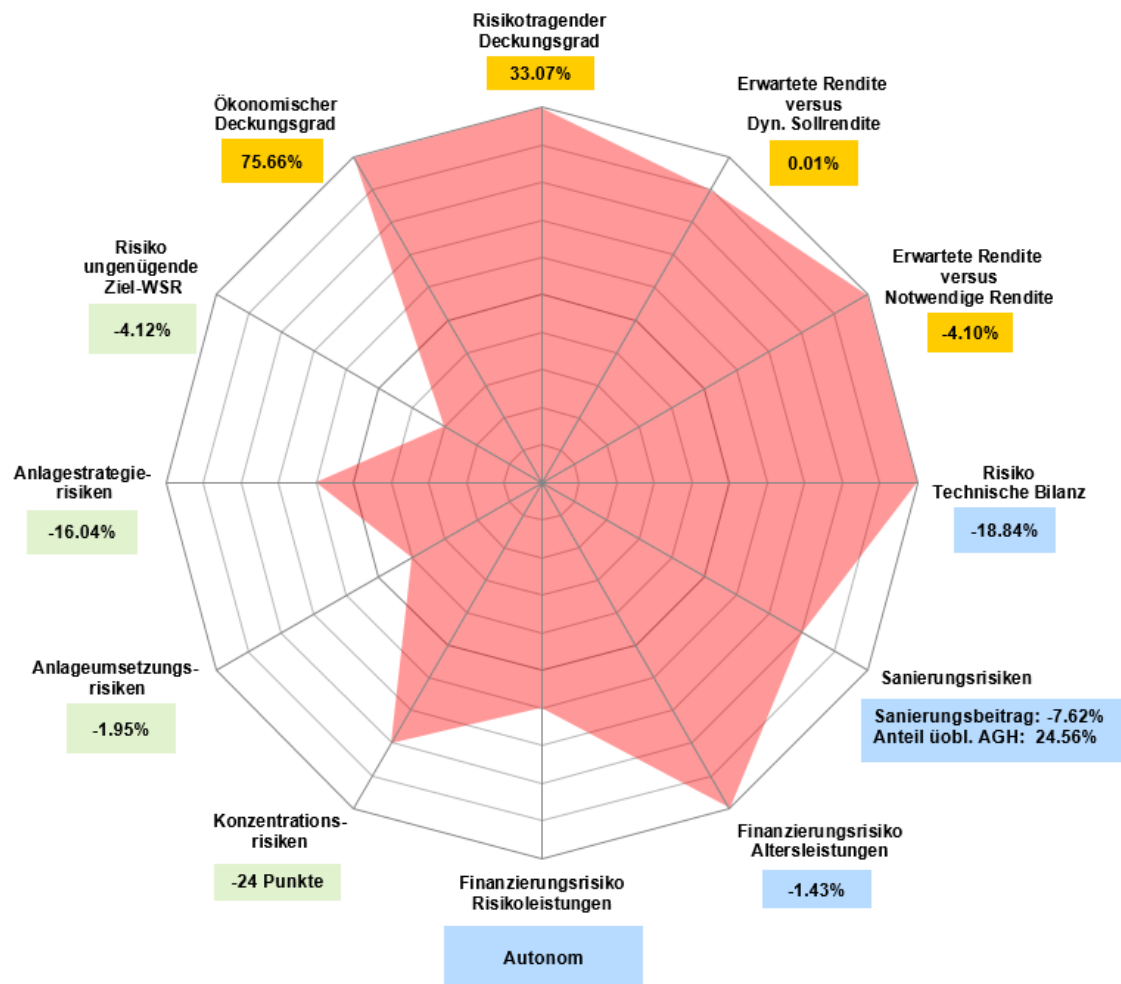 Risikotragender
Deckungsgrad
33.07%
Erwartete Rendite
versus
Dyn. Sollrendite
0.01%
Erwartete Rendite
versus
Notwendige Rendite
-4.10%
Risiko
Technische Bilanz
-18.84%
Sanierungsrisiken
Sanierungsbeitrag: -7.62%
Anteil üobl. AGH: 24.56%
Finanzierungsrisiko
Altersleistungen
-1.43%
Finanzierungsrisiko
Risikoleistungen
Autonom
Konzentrations-
risiken
-24 Punkte
Anlageumsetzungs-
risiken
-1.95%
Anlagestrategie-
risiken
-16.04%
Risiko
ungenügende
Ziel-WSR
-4.12%
Ökonomischer
Deckungsgrad
75.66%